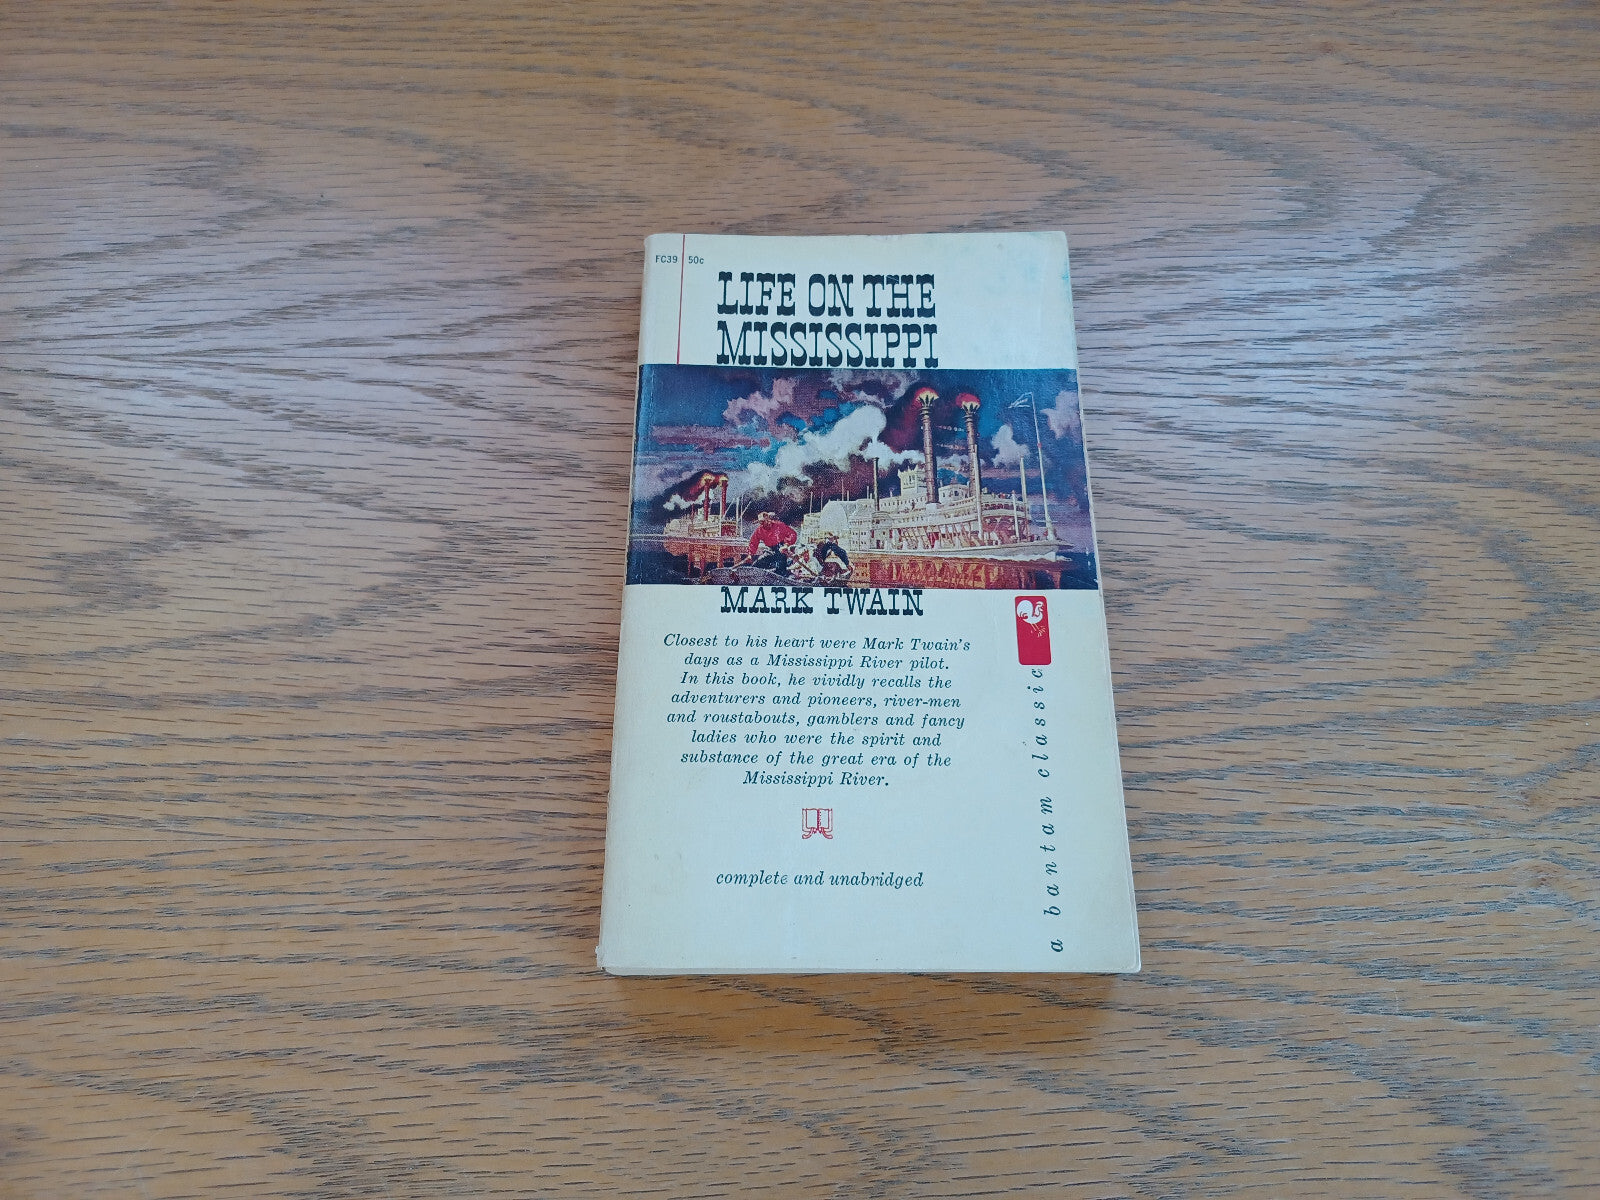 FC39 50c
LIFE ON THE
MISSISSIPPI
MARK TWAIN
Closest to his heart were Mark Twain's
days as a Mississippi River pilot.
In this book, he vividly recalls the
adventurers and pioneers, river-men
and roustabouts, gamblers and fancy
ladies who were the spirit and
substance of the great era of the
Mississippi River.
complete and unabridged
a bantam classic